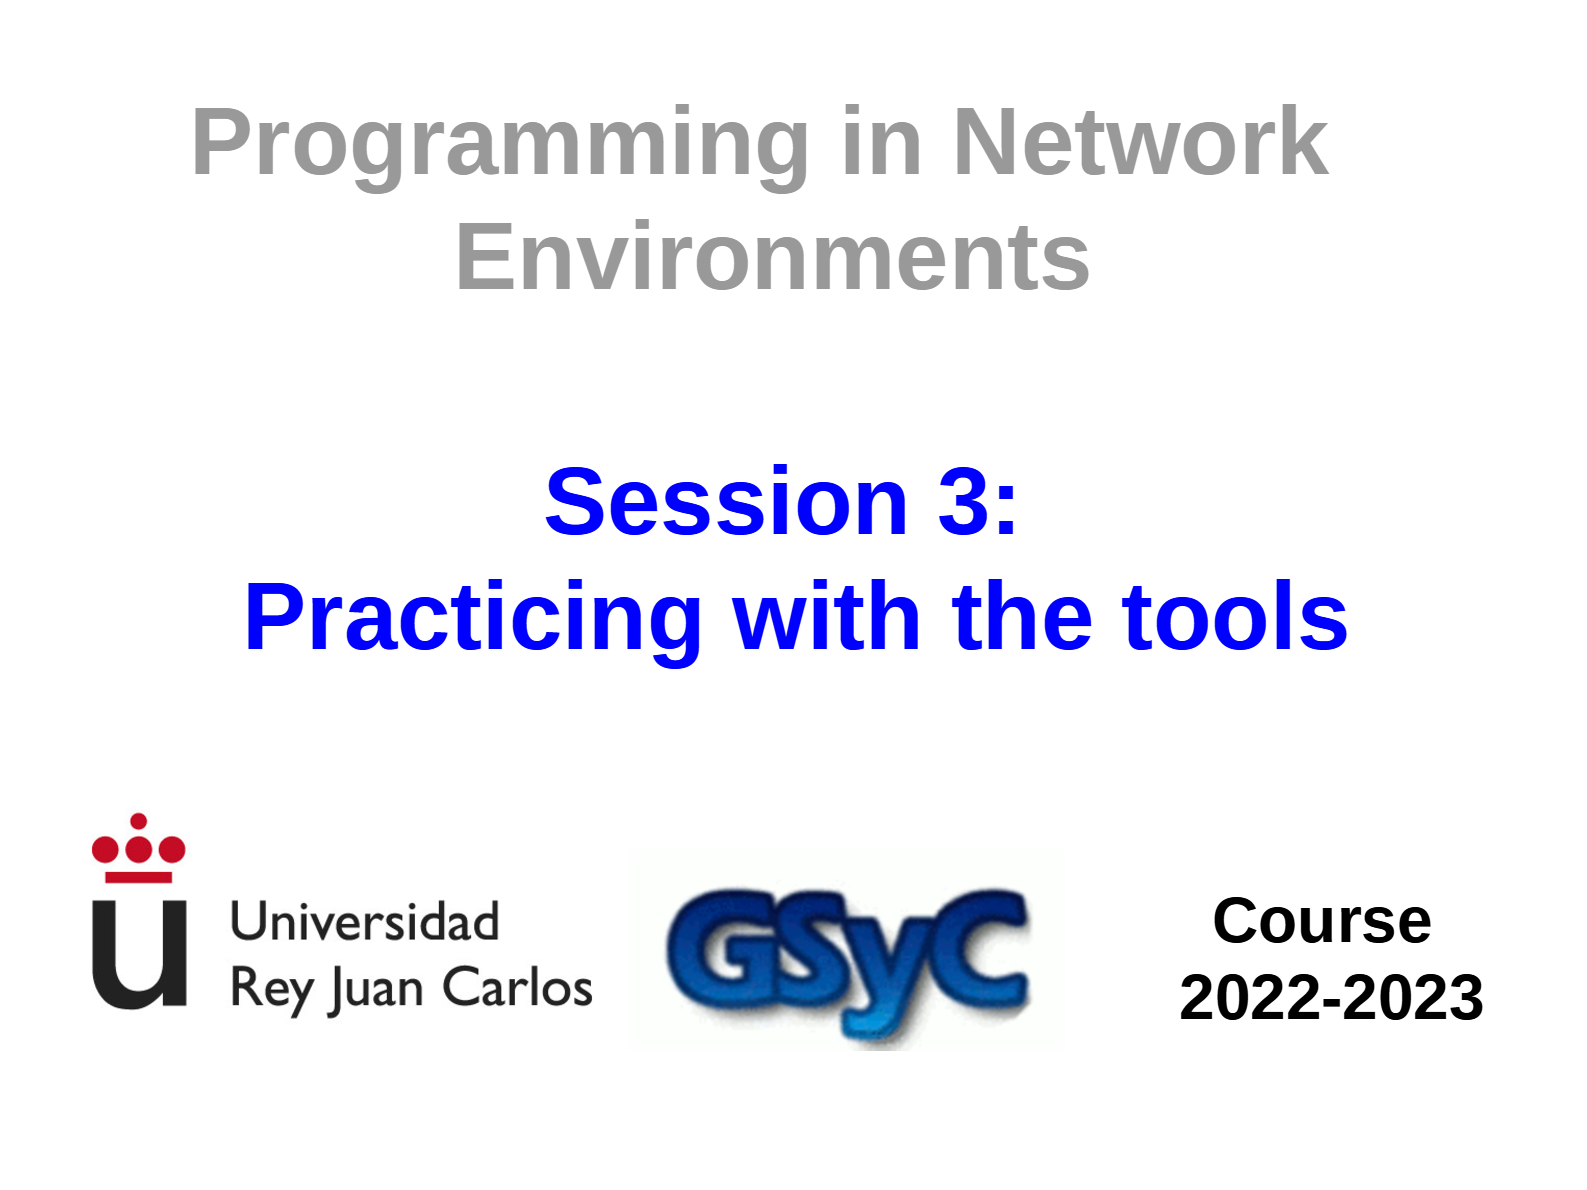 Programming in Network
Environments
Session 3:
Practicing with the tools
Universidad
Rey Juan Carlos
GSyC
Course
2022-2023